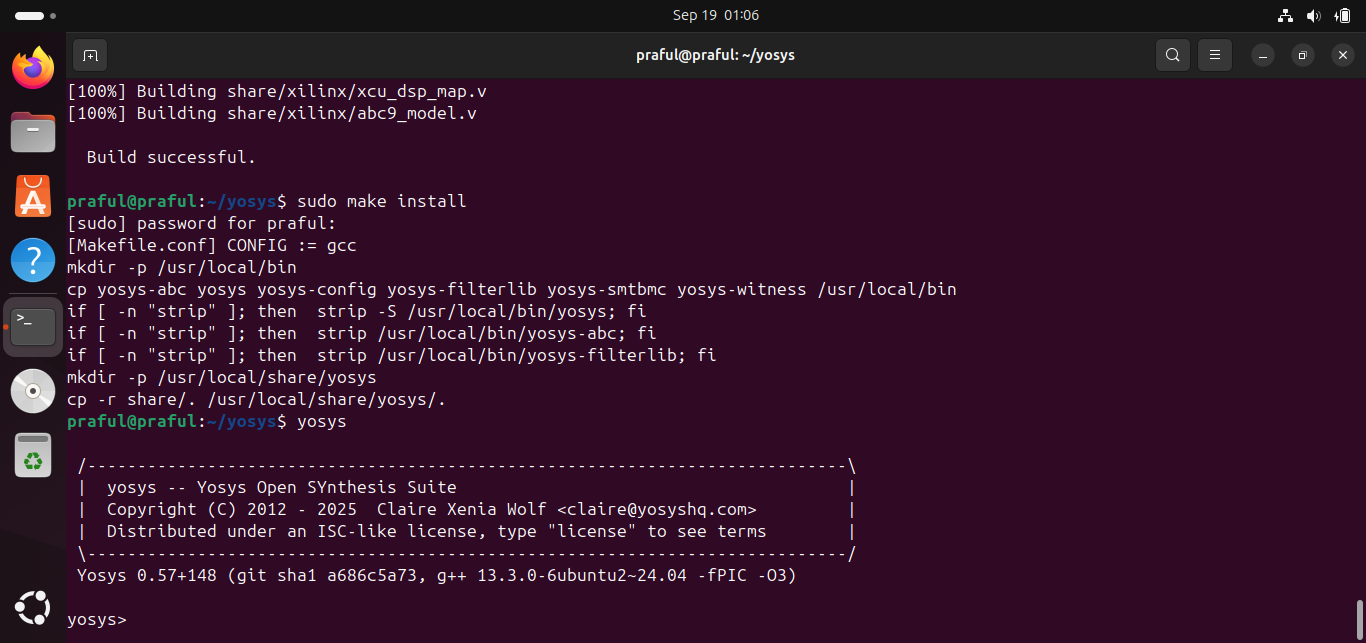 Sep 19 01:06
praful@praful: ~/yosys
[100%] Building share/xilinx/xcu_dsp_map.v
[100%] Building share/xilinx/abc9_model.v
Build successful.
praful@praful:~/yosys$ sudo make install
[sudo] password for praful:
[Makefile.conf] CONFIG := gcc
mkdir -p /usr/local/bin
cp yosys-abc yosys yosys-config yosys-filterlib yosys-smtbmc yosys-witness /usr/local/bin
if [ -n "strip" ]; then  strip -S /usr/local/bin/yosys; fi
if [ -n "strip" ]; then  strip /usr/local/bin/yosys-abc; fi
if [ -n "strip" ]; then  strip /usr/local/bin/yosys-filterlib; fi
mkdir -p /usr/local/share/yosys
cp -r share/. /usr/local/share/yosys/.
praful@praful:~/yosys$ yosys
/----------------------------------------------------------------------------\
|  yosys -- Yosys Open SYnthesis Suite                                       |
|  Copyright (C) 2012 - 2025  Claire Xenia Wolf <claire@yosyshq.com>         |
|  Distributed under an ISC-like license, type "license" to see terms        |
\----------------------------------------------------------------------------/
Yosys 0.57+148 (git sha1 a686c5a73, g++ 13.3.0-6ubuntu2~24.04 -fPIC -O3)
yosys>